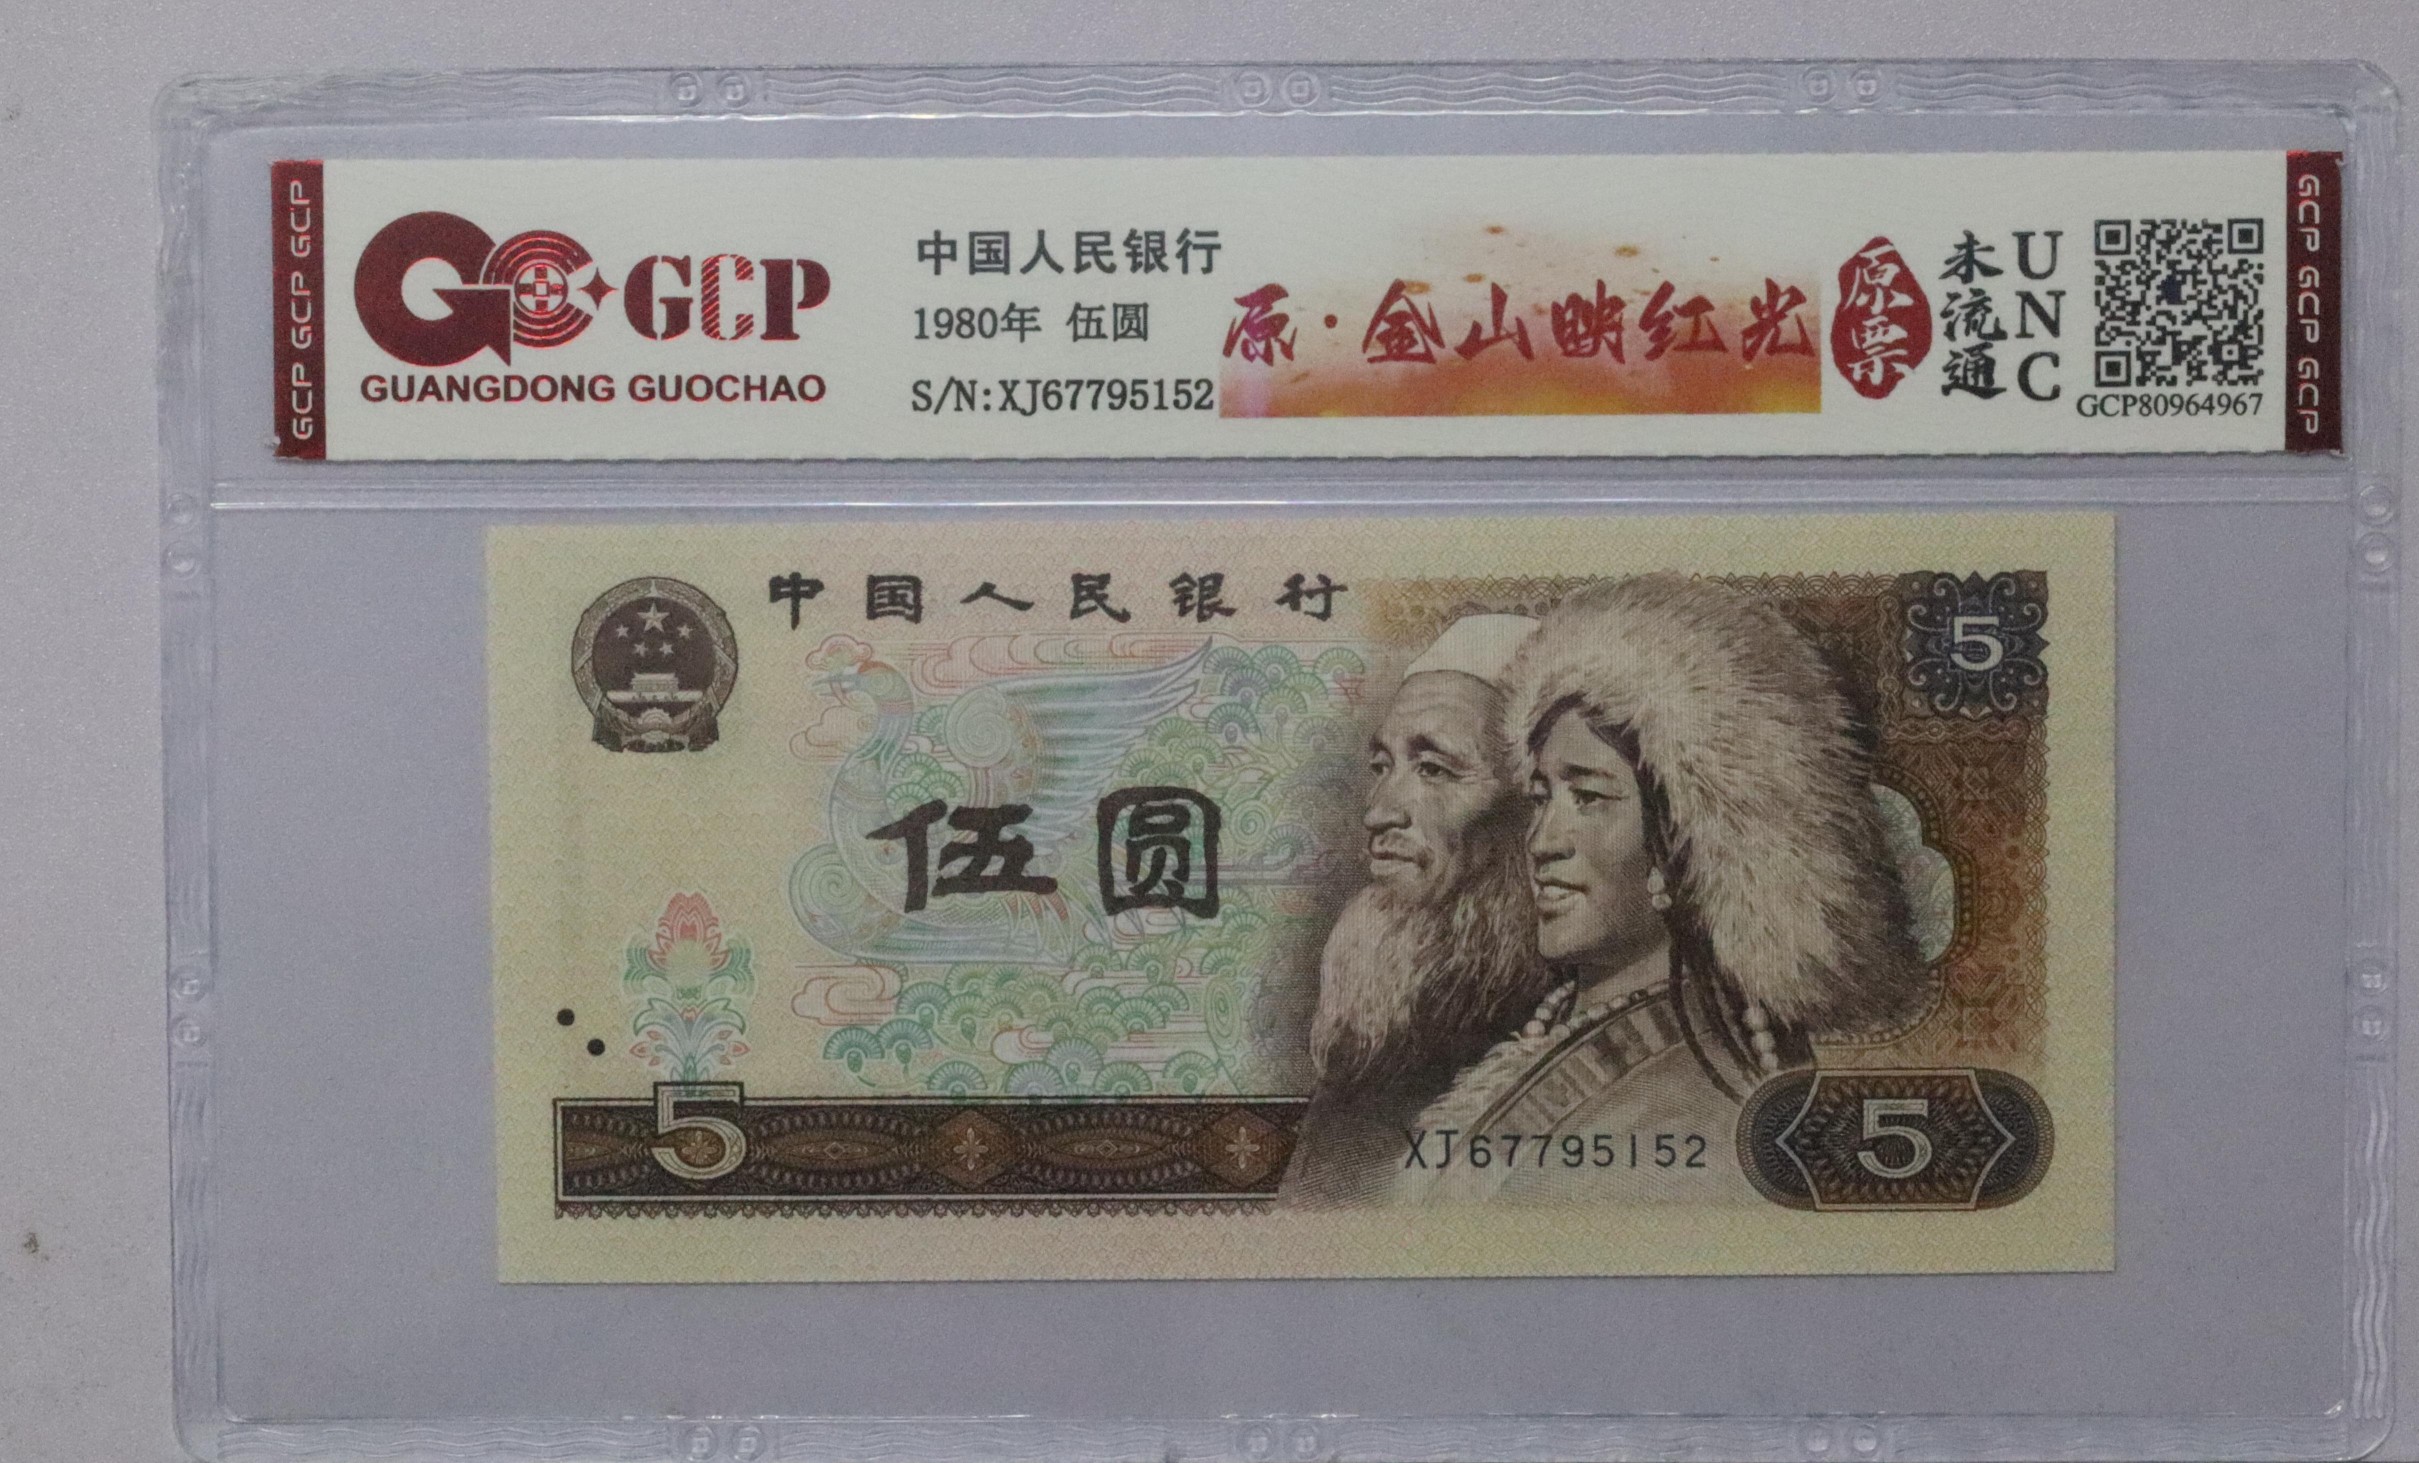 GCP GCP GCP
GCP
GUANGDONG GUOCHAO
中国人民银行
1980年 伍圆
S/N:XJ67795152
原·金山映红光
原票
未流通
UNC
GCP80964967
GCP GCP GCP
中国人民银行
5
伍圆
5
XJ67795152
5